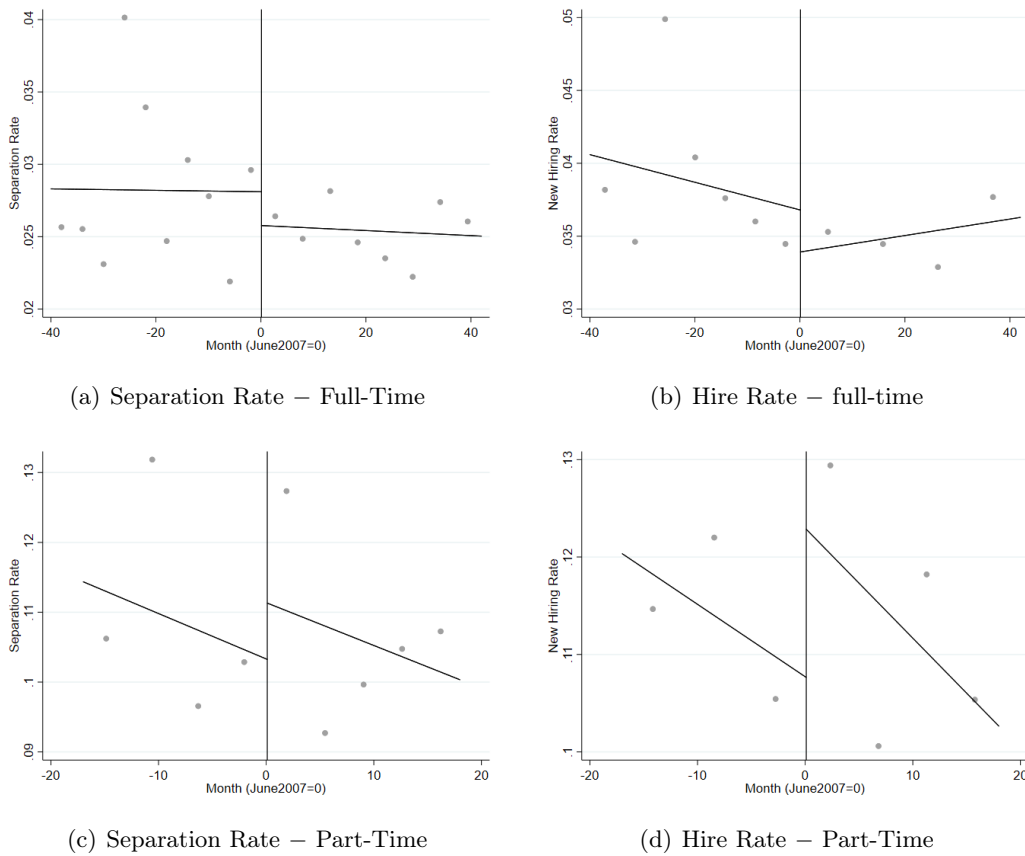 .04
.035
.03
.025
.02
Separation Rate
-40 -20 0 20 40
Month (June2007=0)
(a) Separation Rate − Full-Time
.05
.045
.04
.035
.03
New Hiring Rate
-40 -20 0 20 40
Month (June2007=0)
(b) Hire Rate − full-time
.13
.12
.11
.1
.09
Separation Rate
-20 -10 0 10 20
Month (June2007=0)
(c) Separation Rate − Part-Time
.13
.12
.11
.1
New Hiring Rate
-20 -10 0 10 20
Month (June2007=0)
(d) Hire Rate − Part-Time